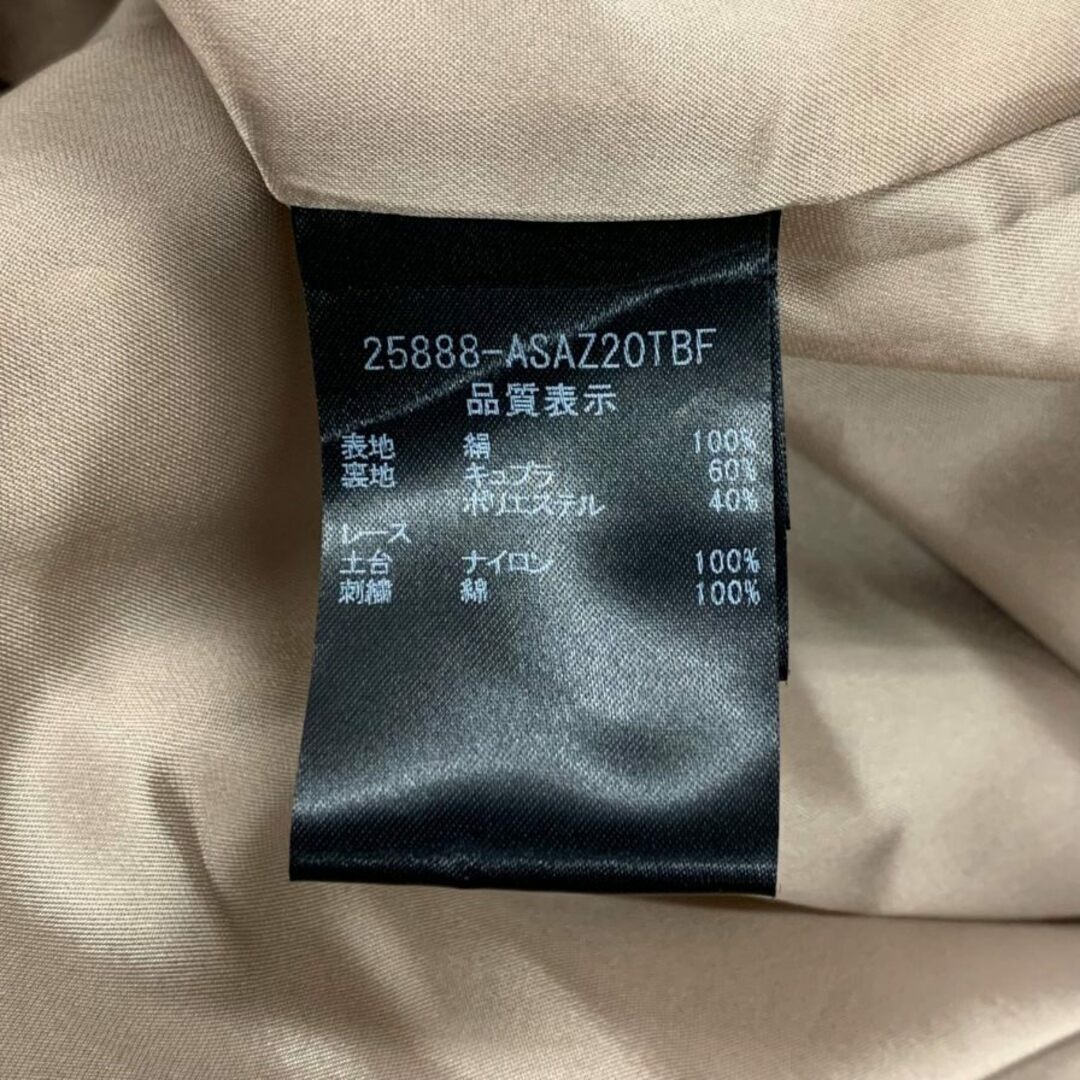 25888-ASAZ20TBF
品質表示
表地 絹 100%
裏地 キュプラ 60%
ポリエステル 40%
レース
土台 ナイロン 100%
刺繍 綿 100%